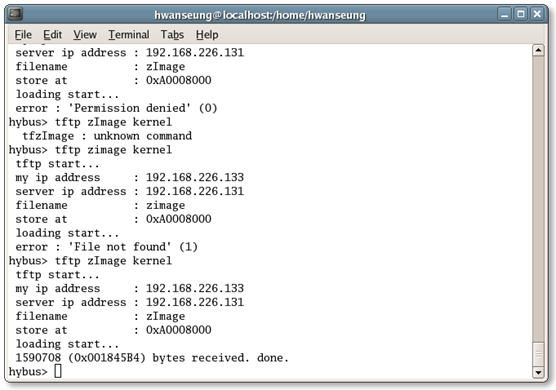 hwanseung@localhost:/home/hwanseung
File Edit View Terminal Tabs Help
server ip address : 192.168.226.131
filename : zImage
store at : 0xA0008000
loading start...
error : 'Permission denied' (0)
hybus> tftp zImage kernel
tfzImage : unknown command
hybus> tftp zimage kernel
tftp start...
my ip address : 192.168.226.133
server ip address : 192.168.226.131
filename : zimage
store at : 0xA0008000
loading start...
error : 'File not found' (1)
hybus> tftp zImage kernel
tftp start...
my ip address : 192.168.226.133
server ip address : 192.168.226.131
filename : zImage
store at : 0xA0008000
loading start...
1590708 (0x001845B4) bytes received. done.
hybus>